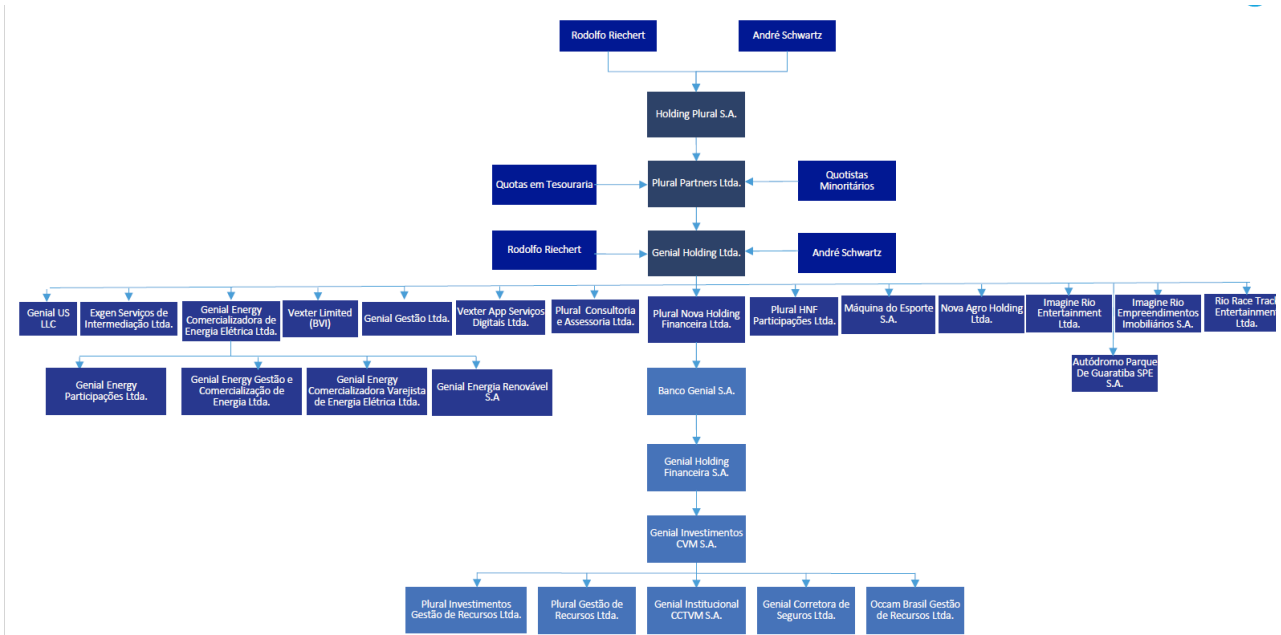 Rodolfo Riechert
André Schwartz
Holding Plural S.A.
Quotas em Tesouraria
Plural Partners Ltda.
Quotistas
Minoritários
Rodolfo Riechert
Genial Holding Ltda.
André Schwartz
Genial US
LLC
Exgen Serviços de
Intermediação Ltda.
Genial Energy
Comercializadora de
Energia Elétrica Ltda.
Vexter Limited
(BVI)
Genial Gestão Ltda.
Vexter App Serviços
Digitais Ltda.
Plural Consultoria
e Assessoria Ltda.
Plural Nova Holding
Financeira Ltda.
Plural HNF
Participações Ltda.
Máquina do Esporte
S.A.
Nova Agro Holding
Ltda.
Imagine Rio
Entertainment Ltda.
Imagine Rio
Empreendimentos
Imobiliários S.A.
Rio Race Track
Entertainment
Ltda.
Genial Energy
Participações Ltda.
Genial Energy Gestão e
Comercialização de
Energia Ltda.
Genial Energy
Comercializadora Varejista
de Energia Elétrica Ltda.
Genial Energia Renovável
S.A
Autódromo Parque
De Guaratiba SPE
S.A.
Banco Genial S.A.
Genial Holding
Financeira S.A.
Genial Investimentos
CVM S.A.
Plural Investimentos
Gestão de Recursos Ltda.
Plural Gestão de
Recursos Ltda.
Genial Institucional
CCTVM S.A.
Genial Corretora de
Seguros Ltda.
Occam Brasil Gestão
de Recursos Ltda.